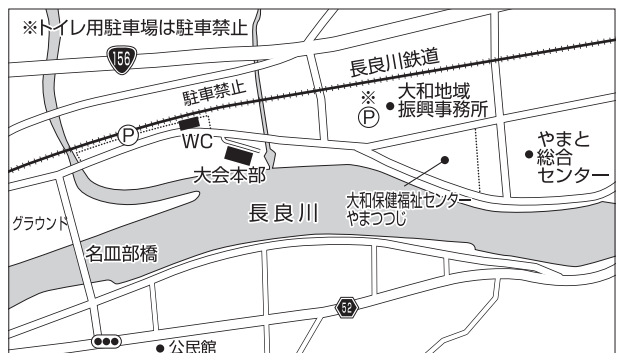 ※トイレ用駐車場は駐車禁止
156
長良川鉄道
駐車禁止
※
P
大和地域
振興事務所
P
WC
やまと
総合
センター
大会本部
大和保健福祉センター
やまつつじ
長良川
グラウンド
名皿部橋
52
公民館